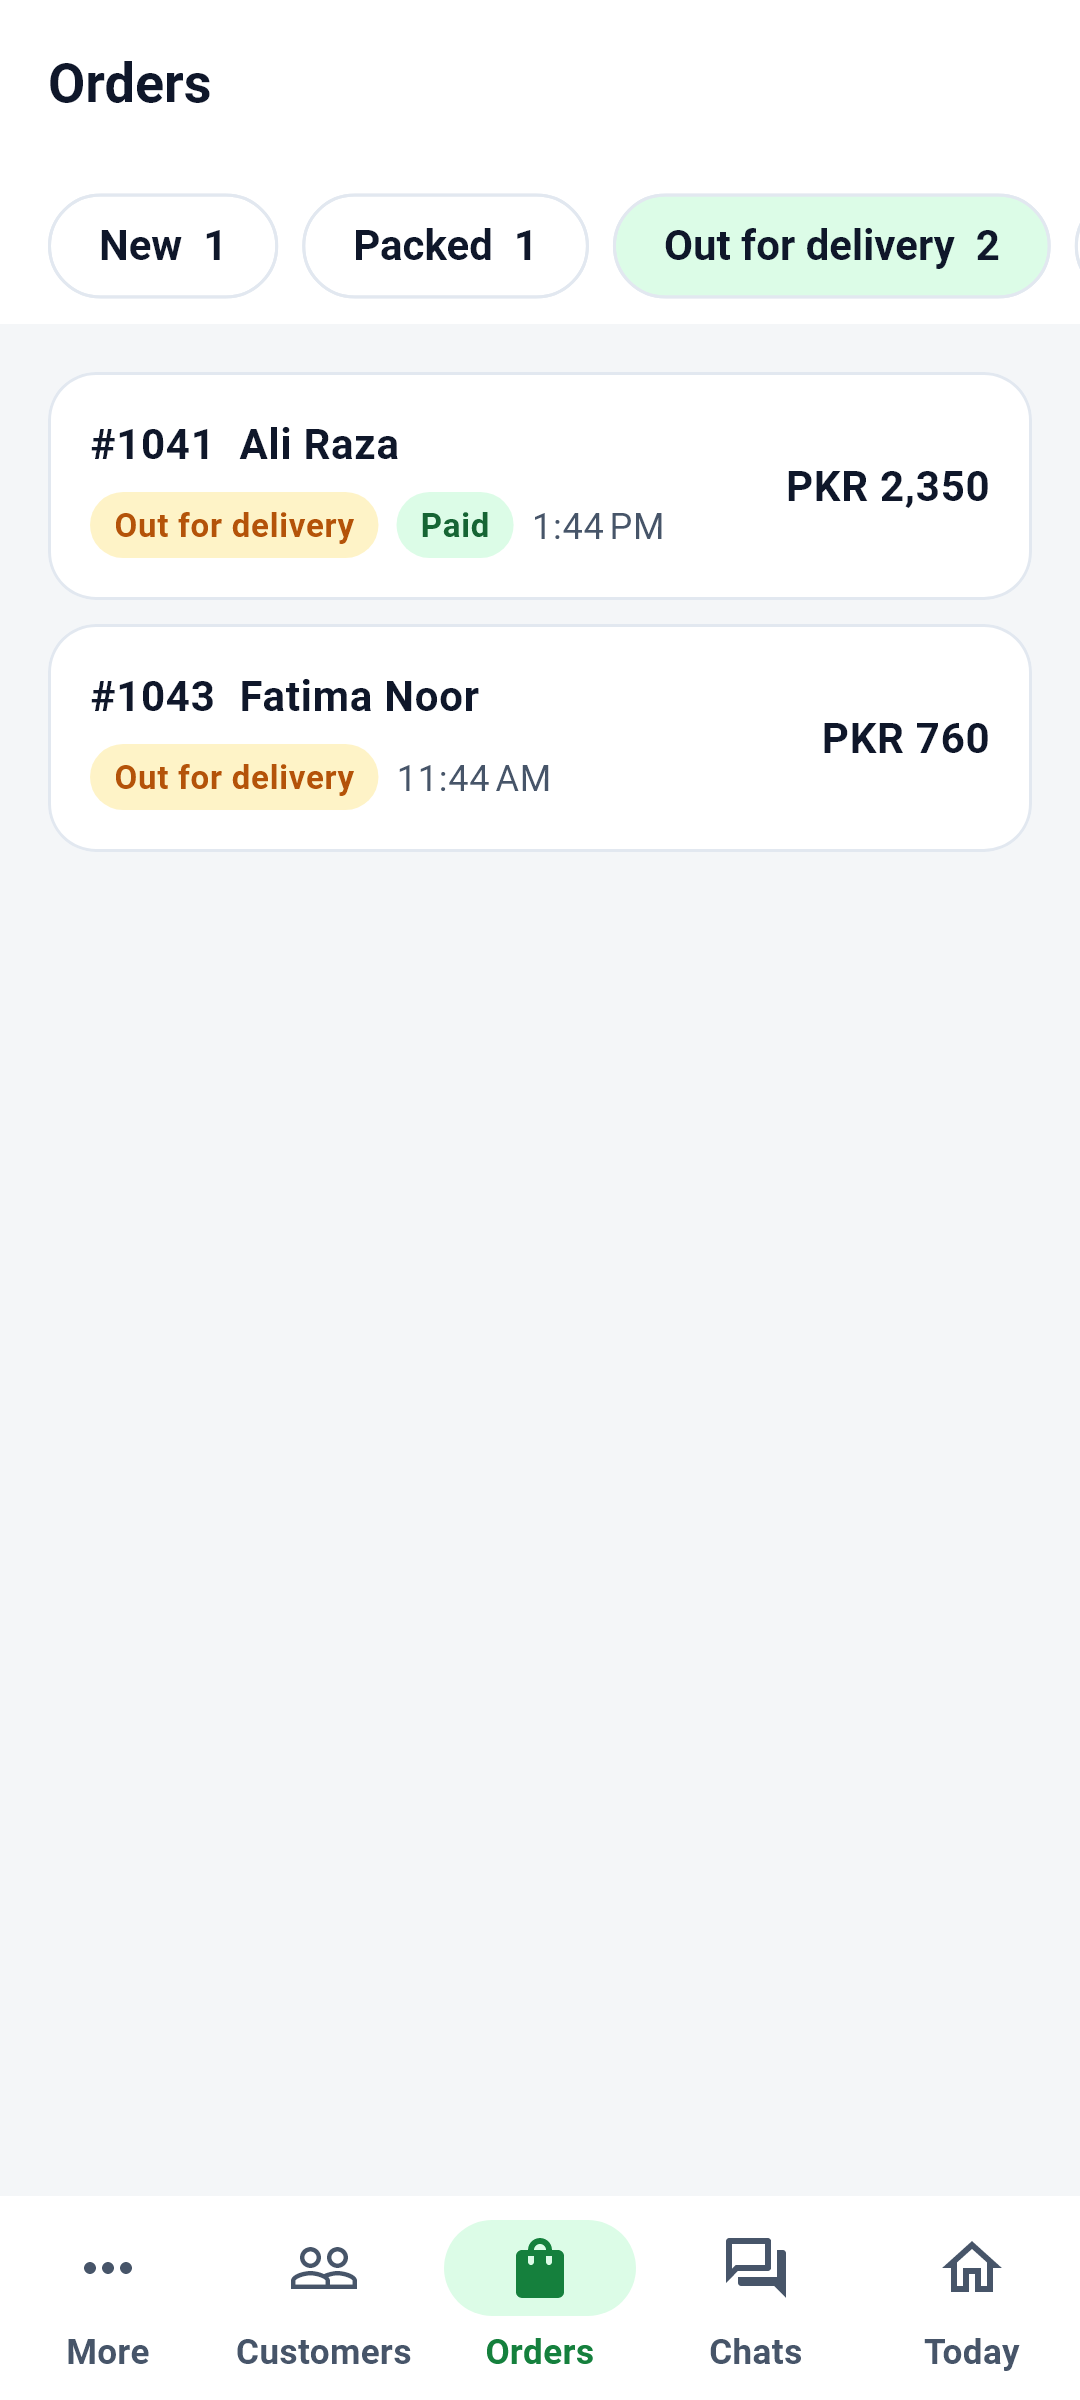 Orders
New 1
Packed 1
Out for delivery 2
#1041 Ali Raza
PKR 2,350
Out for delivery
Paid
1:44 PM
#1043 Fatima Noor
PKR 760
Out for delivery
11:44 AM
More
Customers
Orders
Chats
Today